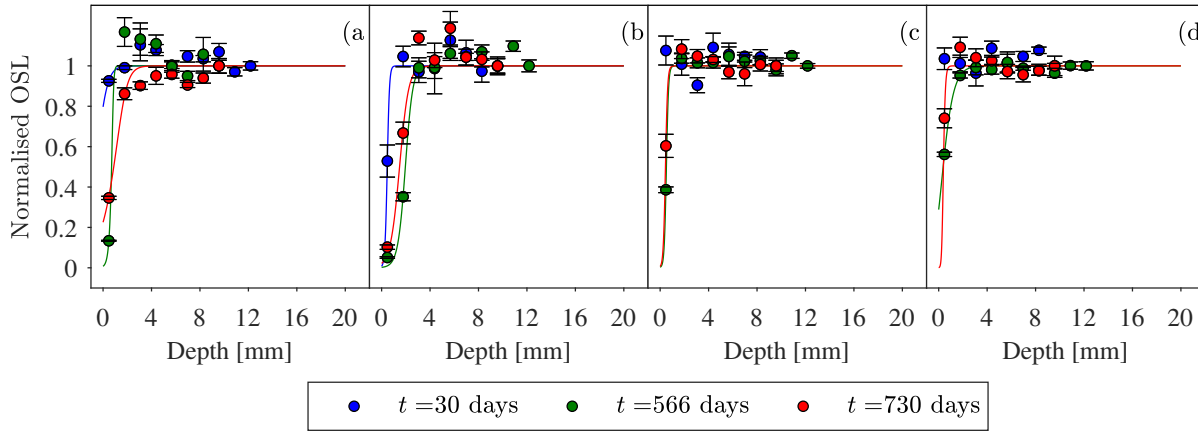 (a (b (c (d
Normalised OSL
1
0.8
0.6
0.4
0.2
0
0 4 8 12 16 20 0 4 8 12 16 20 0 4 8 12 16 20 0 4 8 12 16 20
Depth [mm] Depth [mm] Depth [mm] Depth [mm]
t =30 days t =566 days t =730 days